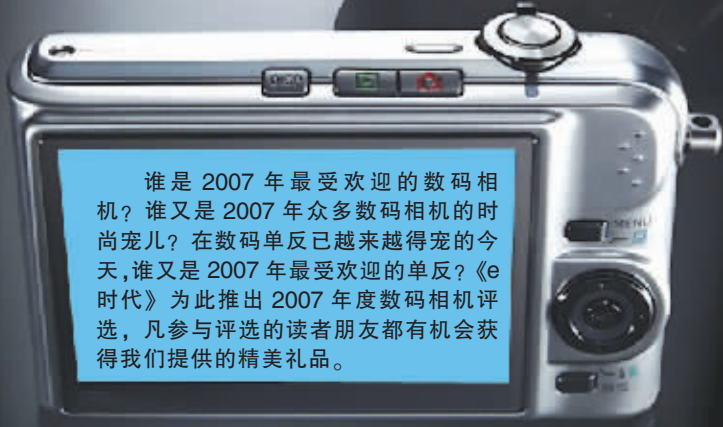 MENU
谁是 2007 年最受欢迎的数码相
机？谁又是 2007 年众多数码相机的时
尚宠儿？在数码单反已越来越得宠的今
天，谁又是 2007 年最受欢迎的单反？《e
时代》为此推出 2007 年度数码相机评
选，凡参与评选的读者朋友都有机会获
得我们提供的精美礼品。